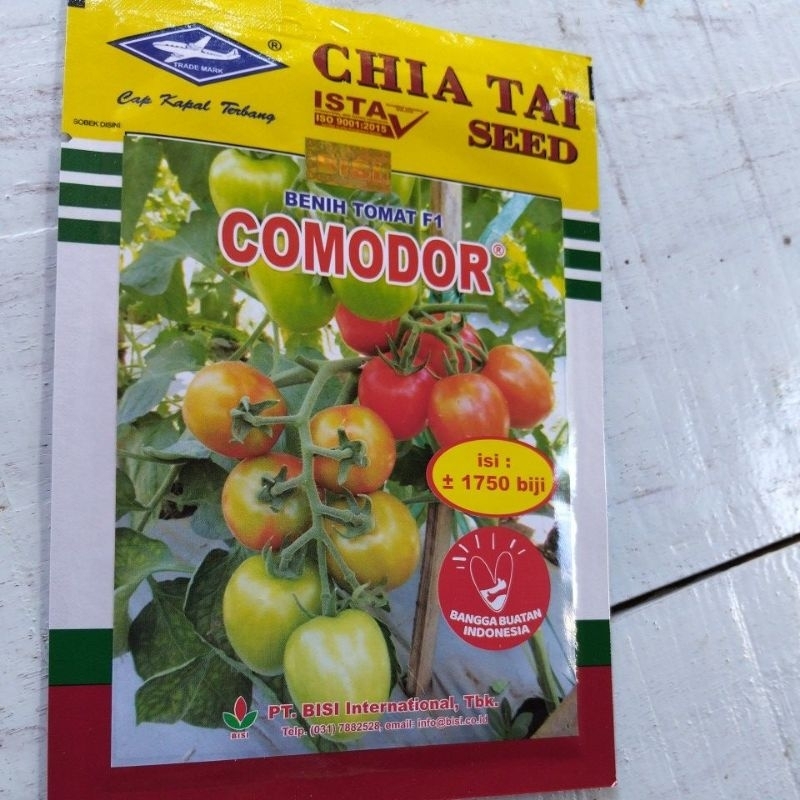 TRADE MARK
®
Cap Kapal Terbang
SOBEK DISINI
CHIA TAI
SEED
ISTA
ISO 9001:2015
BISI
BENIH TOMAT F1
COMODOR®
isi :
± 1750 biji
BANGGA BUATAN
INDONESIA
BISI
PT. BISI International, Tbk.
Telp. (031) 7882528, email: info@bisi.co.id